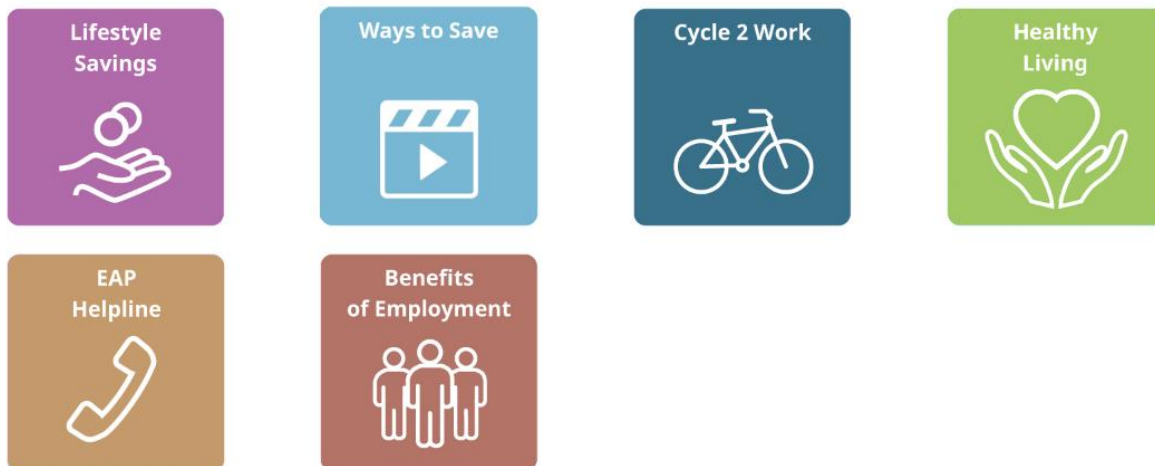 Lifestyle
Savings
Ways to Save
Cycle 2 Work
Healthy
Living
EAP
Helpline
Benefits
of Employment